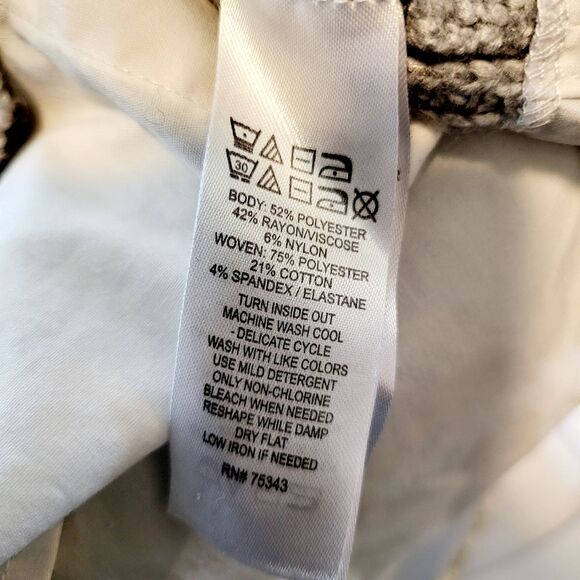 30
BODY: 52% POLYESTER
42% RAYON/VISCOSE
6% NYLON
WOVEN: 75% POLYESTER
21% COTTON
4% SPANDEX / ELASTANE
TURN INSIDE OUT
MACHINE WASH COOL
- DELICATE CYCLE
WASH WITH LIKE COLORS
USE MILD DETERGENT
ONLY NON-CHLORINE
BLEACH WHEN NEEDED
RESHAPE WHILE DAMP
DRY FLAT
LOW IRON IF NEEDED
RN# 75343